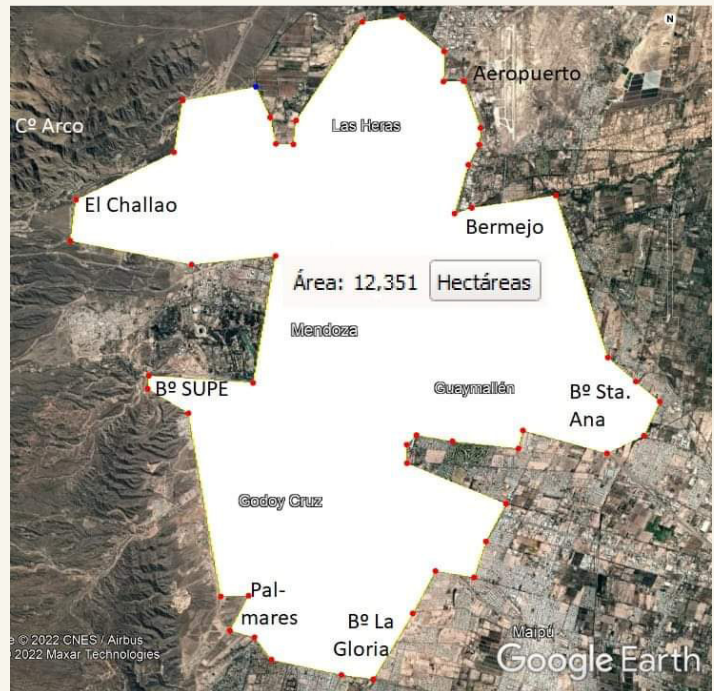 N
Aeropuerto
Cº Arco
Las Heras
El Challao
Bermejo
Área: 12,351 Hectáreas
Mendoza
Bº SUPE
Guaymallén
Bº Sta.
Ana
Godoy Cruz
Pal-
mares
Bº La
Gloria
Maipú
© 2022 CNES / Airbus
2022 Maxar Technologies
Google Earth